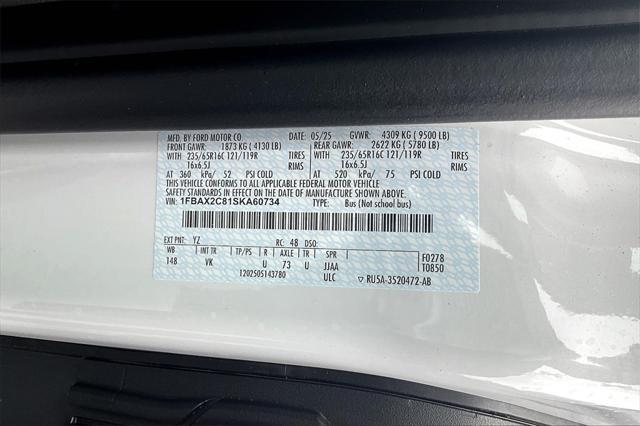 MFD. BY FORD MOTOR CO. DATE: 05/25 GVWR: 4309 KG ( 9500 LB)
FRONT GAWR: 1873 KG ( 4130 LB) REAR GAWR: 2622 KG ( 5780 LB)
WITH 235/65R16C 121/119R TIRES WITH 235/65R16C 121/119R TIRES
16x6.5J RIMS 16x6.5J RIMS
AT 360 kPa/ 52 PSI COLD AT 520 kPa/ 75 PSI COLD
THIS VEHICLE CONFORMS TO ALL APPLICABLE FEDERAL MOTOR VEHICLE
SAFETY STANDARDS IN EFFECT ON THE DATE OF MANUFACTURE SHOWN ABOVE.
VIN: 1FBAX2C81SKA60734 TYPE: Bus (Not school bus)
EXT PNT: YZ RC: 48 DSO:
WB INT TR TP/PS R AXLE TR SPR F0278
148 VK U 73 U JJAA T0850
120250S143780 ULC ▽ RU5A-3520472-AB